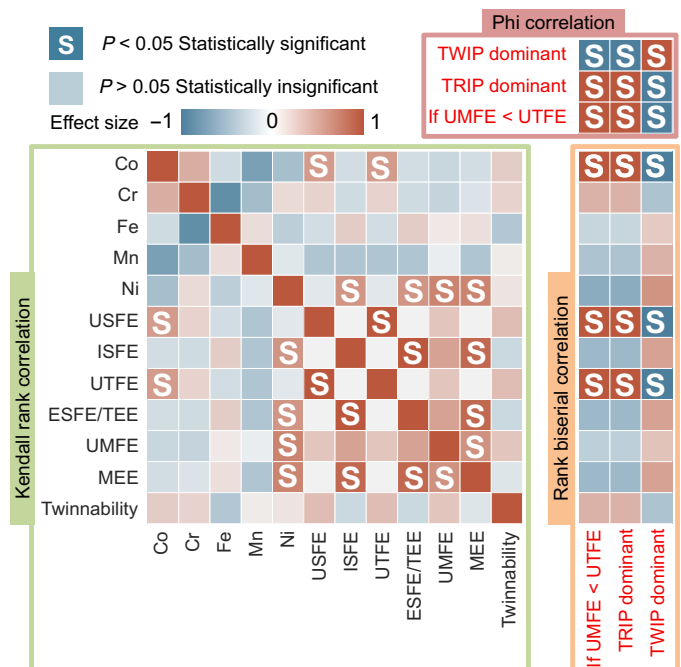 S P < 0.05 Statistically significant
P > 0.05 Statistically insignificant
Effect size −1 0 1
Phi correlation
TWIP dominant S S S
TRIP dominant S S S
If UMFE < UTFE S S S
Kendall rank correlation
Co S S
Cr
Fe
Mn
Ni S S S S
USFE S S
ISFE S S S
UTFE S S
ESFE/TEE S S S
UMFE S S
MEE S S S S
Twinnability
Co Cr Fe Mn Ni USFE ISFE UTFE ESFE/TEE UMFE MEE Twinnability
Rank biserial correlation
S S S
S S S
S S S
If UMFE < UTFE
TRIP dominant
TWIP dominant